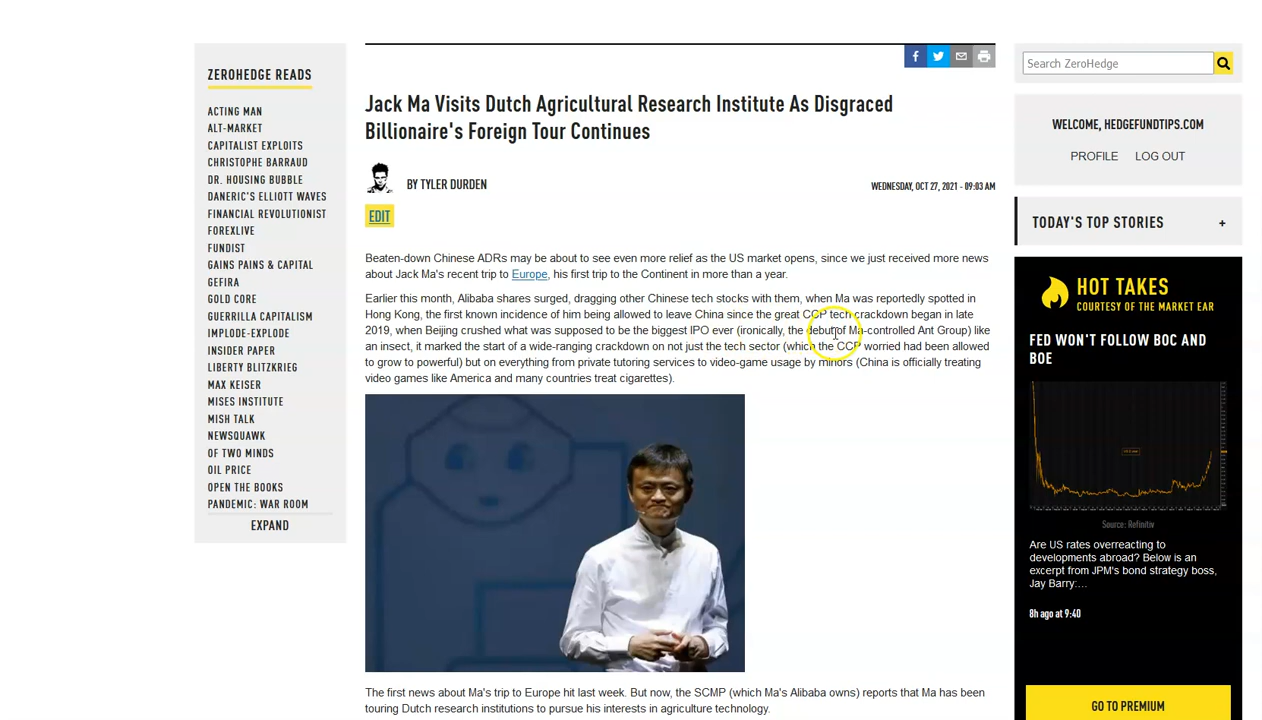 ZEROHEDGE READS
ACTING MAN
ALT-MARKET
CAPITALIST EXPLOITS
CHRISTOPHE BARRAUD
DR. HOUSING BUBBLE
DANERIC'S ELLIOTT WAVES
FINANCIAL REVOLUTIONIST
FOREXLIVE
FUNDIST
GAINS PAINS & CAPITAL
GEFIRA
GOLD CORE
GUERRILLA CAPITALISM
IMPLODE-EXPLODE
INSIDER PAPER
LIBERTY BLITZKRIEG
MAX KEISER
MISES INSTITUTE
MISH TALK
NEWSQUAWK
OF TWO MINDS
OIL PRICE
OPEN THE BOOKS
PANDEMIC: WAR ROOM
EXPAND
Jack Ma Visits Dutch Agricultural Research Institute As Disgraced
Billionaire's Foreign Tour Continues
BY TYLER DURDEN
WEDNESDAY, OCT 27, 2021 - 09:03 AM
EDIT
Beaten-down Chinese ADRs may be about to see even more relief as the US market opens, since we just received more news
about Jack Ma's recent trip to Europe, his first trip to the Continent in more than a year.
Earlier this month, Alibaba shares surged, dragging other Chinese tech stocks with them, when Ma was reportedly spotted in
Hong Kong, the first known incidence of him being allowed to leave China since the great CCP tech crackdown began in late
2019, when Beijing crushed what was supposed to be the biggest IPO ever (ironically, the debut of Ma-controlled Ant Group) like
an insect, it marked the start of a wide-ranging crackdown on not just the tech sector (which the CCP worried had been allowed
to grow to powerful) but on everything from private tutoring services to video-game usage by minors (China is officially treating
video games like America and many countries treat cigarettes).
The first news about Ma's trip to Europe hit last week. But now, the SCMP (which Ma's Alibaba owns) reports that Ma has been
touring Dutch research institutions to pursue his interests in agriculture technology.
Search ZeroHedge
WELCOME, HEDGEFUNDTIPS.COM
PROFILE LOG OUT
TODAY'S TOP STORIES +
HOT TAKES
COURTESY OF THE MARKET EAR
FED WON'T FOLLOW BOC AND
BOE
Source: Refinitiv
Are US rates overreacting to
developments abroad? Below is an
excerpt from JPM's bond strategy boss,
Jay Barry:...
8h ago at 9:40
GO TO PREMIUM